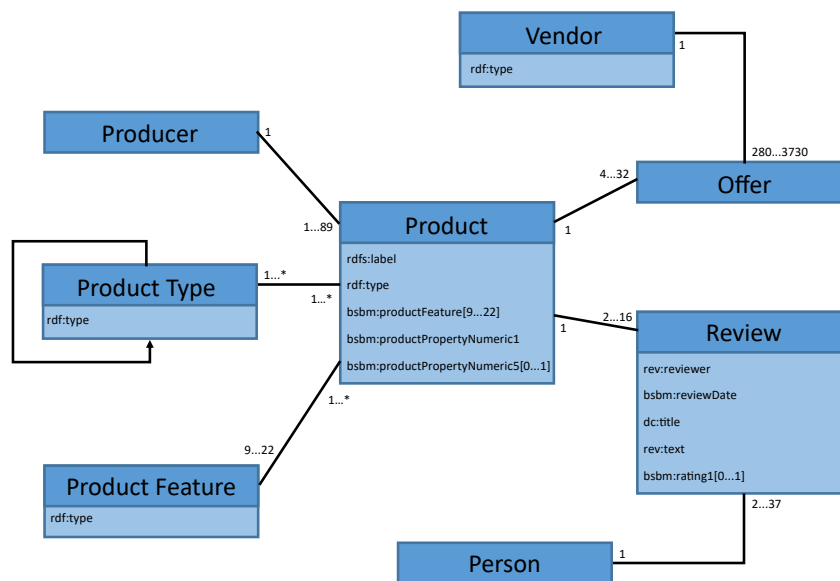 Vendor
rdf:type
1
280...3730
Offer
4...32
1
Producer
1
1...89
Product
rdfs:label
rdf:type
bsbm:productFeature[9...22]
bsbm:productPropertyNumeric1
bsbm:productPropertyNumeric5[0...1]
Product Type
rdf:type
1...*
1...*
1
2...16
Review
rev:reviewer
bsbm:reviewDate
dc:title
rev:text
bsbm:rating1[0...1]
1...*
9...22
Product Feature
rdf:type
2...37
1
Person